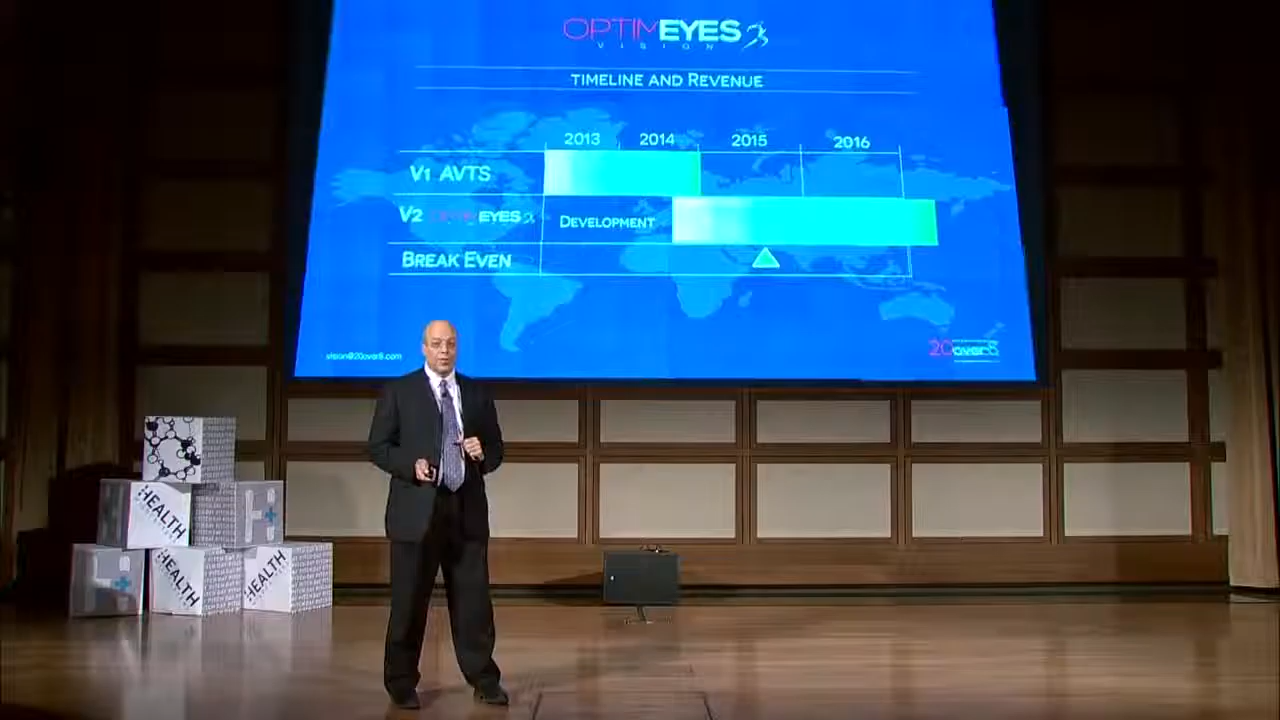 OPTIMEYES
VISION
TIMELINE AND REVENUE
2013 2014 2015 2016
V1 AVTS
V2 OPTIMEYES
DEVELOPMENT
BREAK EVEN
vision@20over8.com
20over8
HEALTH
HEALTH
HEALTH